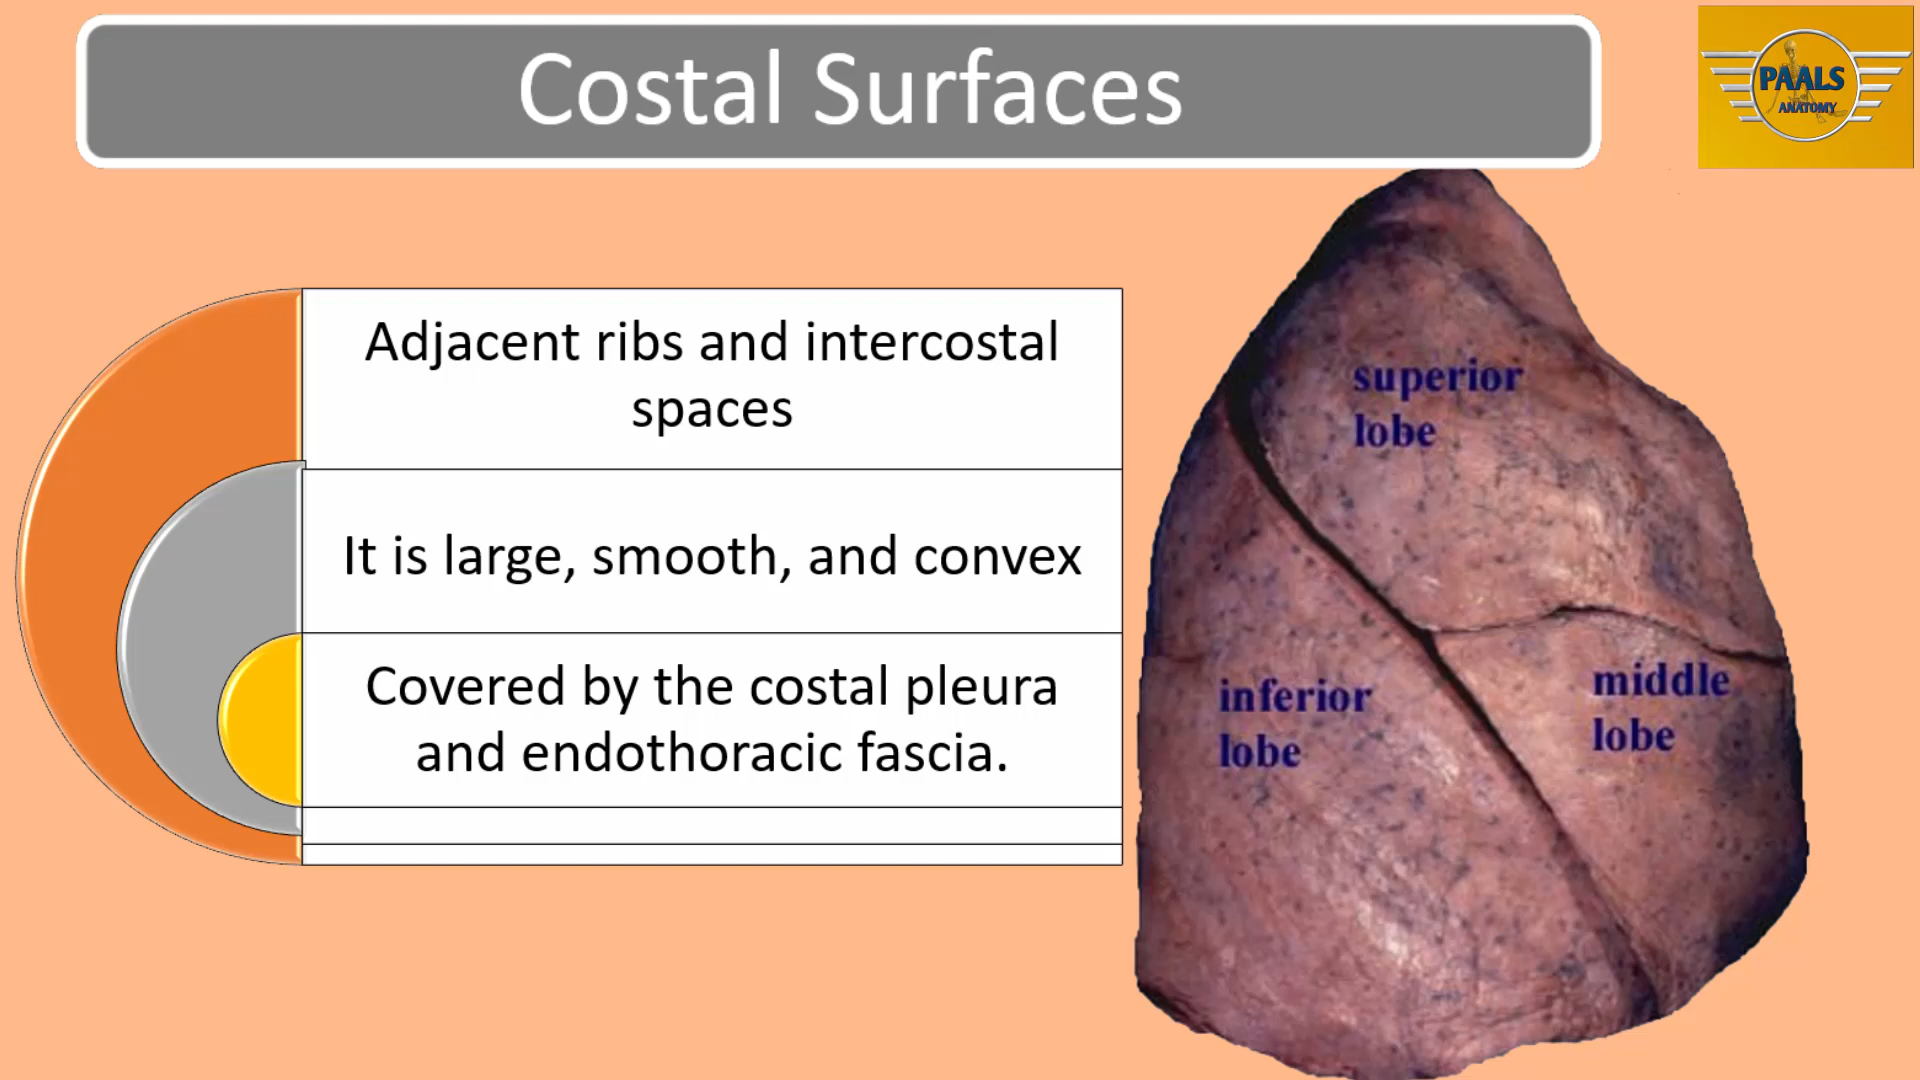 Costal Surfaces
PAALS
ANATOMY
Adjacent ribs and intercostal
spaces
It is large, smooth, and convex
Covered by the costal pleura
and endothoracic fascia.
superior
lobe
inferior
lobe
middle
lobe